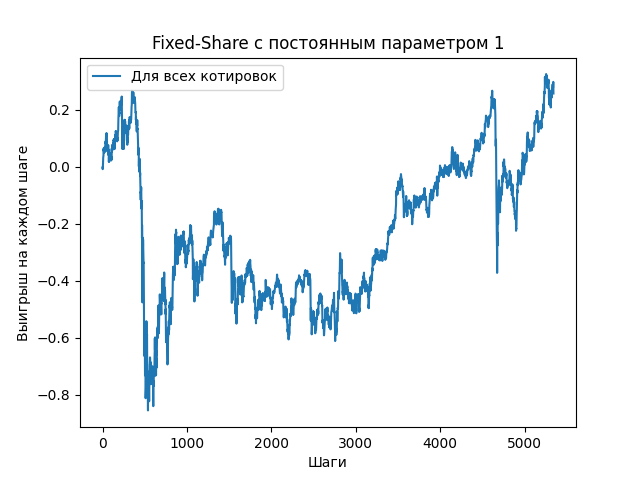 Fixed-Share с постоянным параметром 1
Для всех котировок
Выигрыш на каждом шаге
0.2
0.0
−0.2
−0.4
−0.6
−0.8
0 1000 2000 3000 4000 5000
Шаги